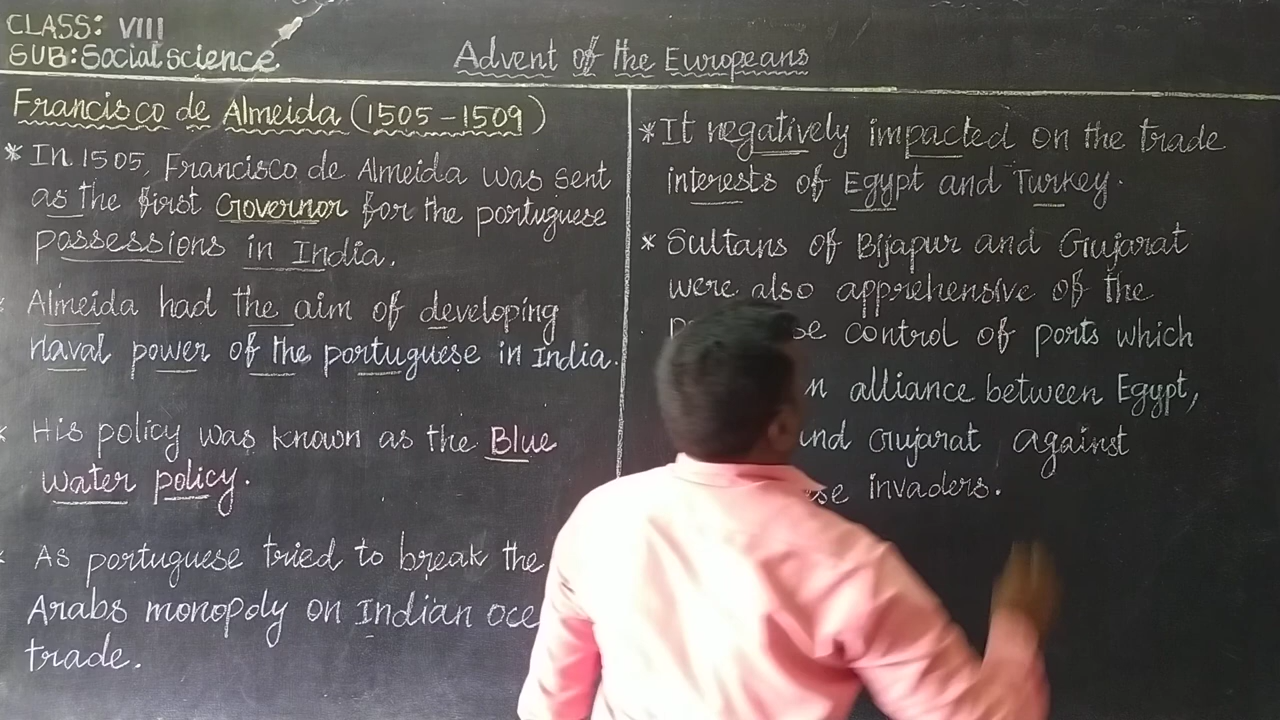 CLASS: VIII
SUB: Social science
Advent of the Europeans
Francisco de Almeida (1505-1509)
* In 1505, Francisco de Almeida was sent
as the first Governor for the portuguese
possessions in India.
Almeida had the aim of developing
naval power of the portuguese in India.
His policy was known as the Blue
water policy.
As portuguese tried to break the
Arabs monopoly on Indian
trade.
* It negatively impacted on the trade
interests of Egypt and Turkey.
* Sultans of Bijapur and Gujarat
were also apprehensive of the
control of ports which
alliance between Egypt,
Gujarat against
invaders.